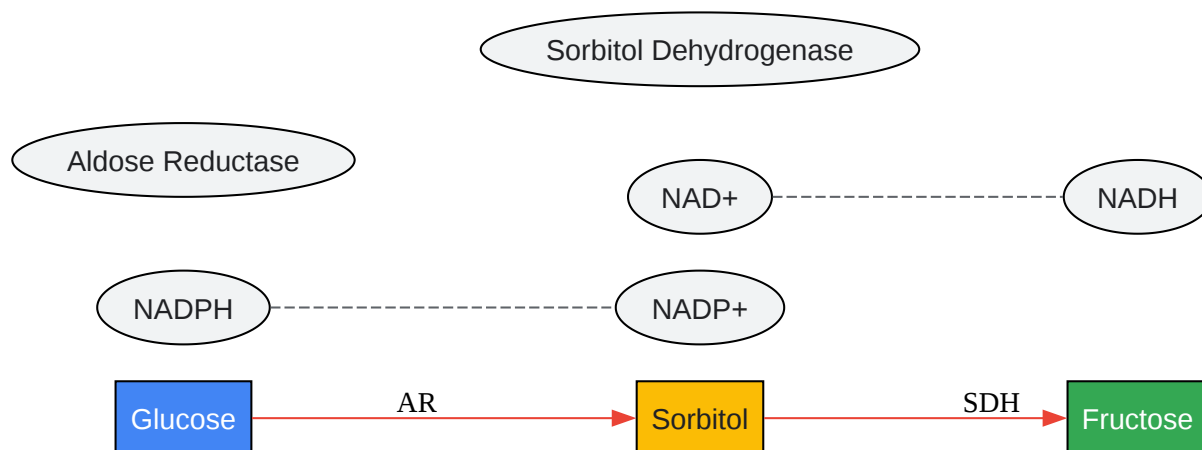 Sorbitol Dehydrogenase
Aldose Reductase
NAD+
NADH
NADPH
NADP+
Glucose
AR
Sorbitol
SDH
Fructose